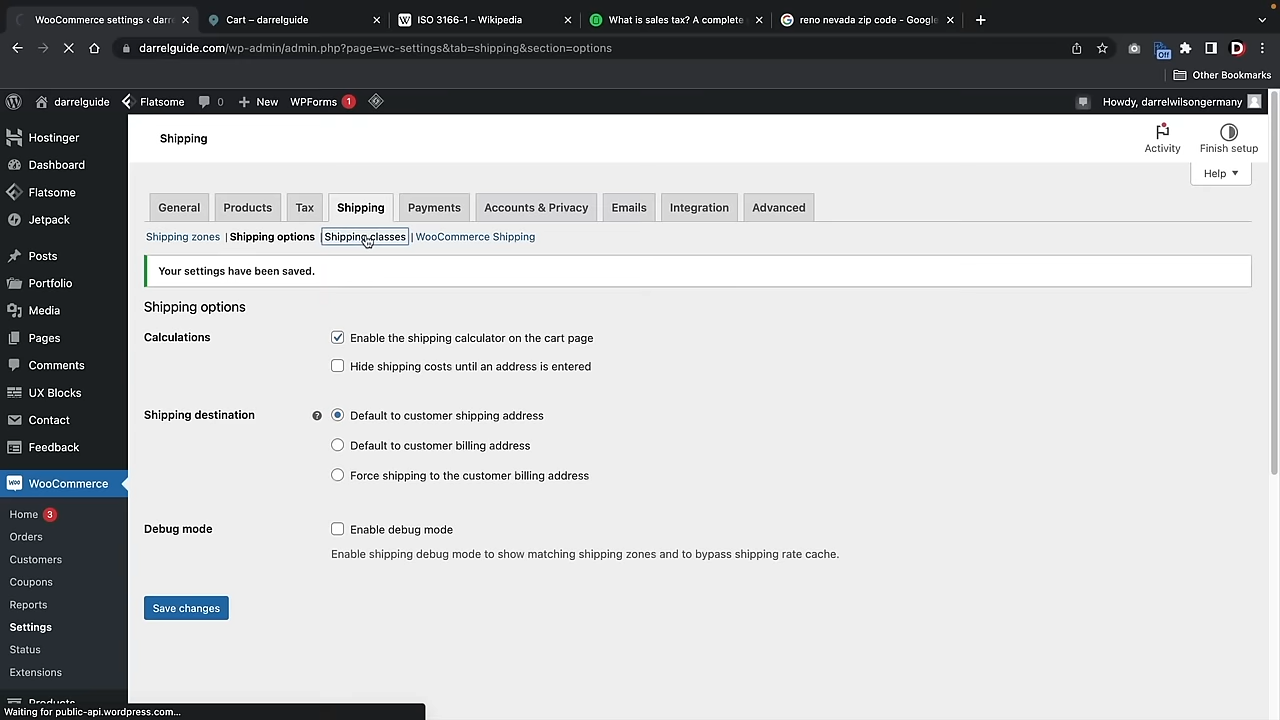 WooCommerce settings ‹ darr
Cart – darrelguide
ISO 3166-1 - Wikipedia
What is sales tax? A complete
reno nevada zip code - Google
darrelguide.com/wp-admin/admin.php?page=wc-settings&tab=shipping&section=options
Off
D
Other Bookmarks
darrelguide
Flatsome
0
New
WPForms 1
Howdy, darrelwilsongermany
Hostinger
Dashboard
Flatsome
Jetpack
Posts
Portfolio
Media
Pages
Comments
UX Blocks
Contact
Feedback
WooCommerce
Home 3
Orders
Customers
Coupons
Reports
Settings
Status
Extensions
Products
Shipping
Activity
Finish setup
Help
General
Products
Tax
Shipping
Payments
Accounts & Privacy
Emails
Integration
Advanced
Shipping zones | Shipping options | Shipping classes | WooCommerce Shipping
Your settings have been saved.
Shipping options
Calculations
Enable the shipping calculator on the cart page
Hide shipping costs until an address is entered
Shipping destination
Default to customer shipping address
Default to customer billing address
Force shipping to the customer billing address
Debug mode
Enable debug mode
Enable shipping debug mode to show matching shipping zones and to bypass shipping rate cache.
Save changes
Waiting for public-api.wordpress.com...